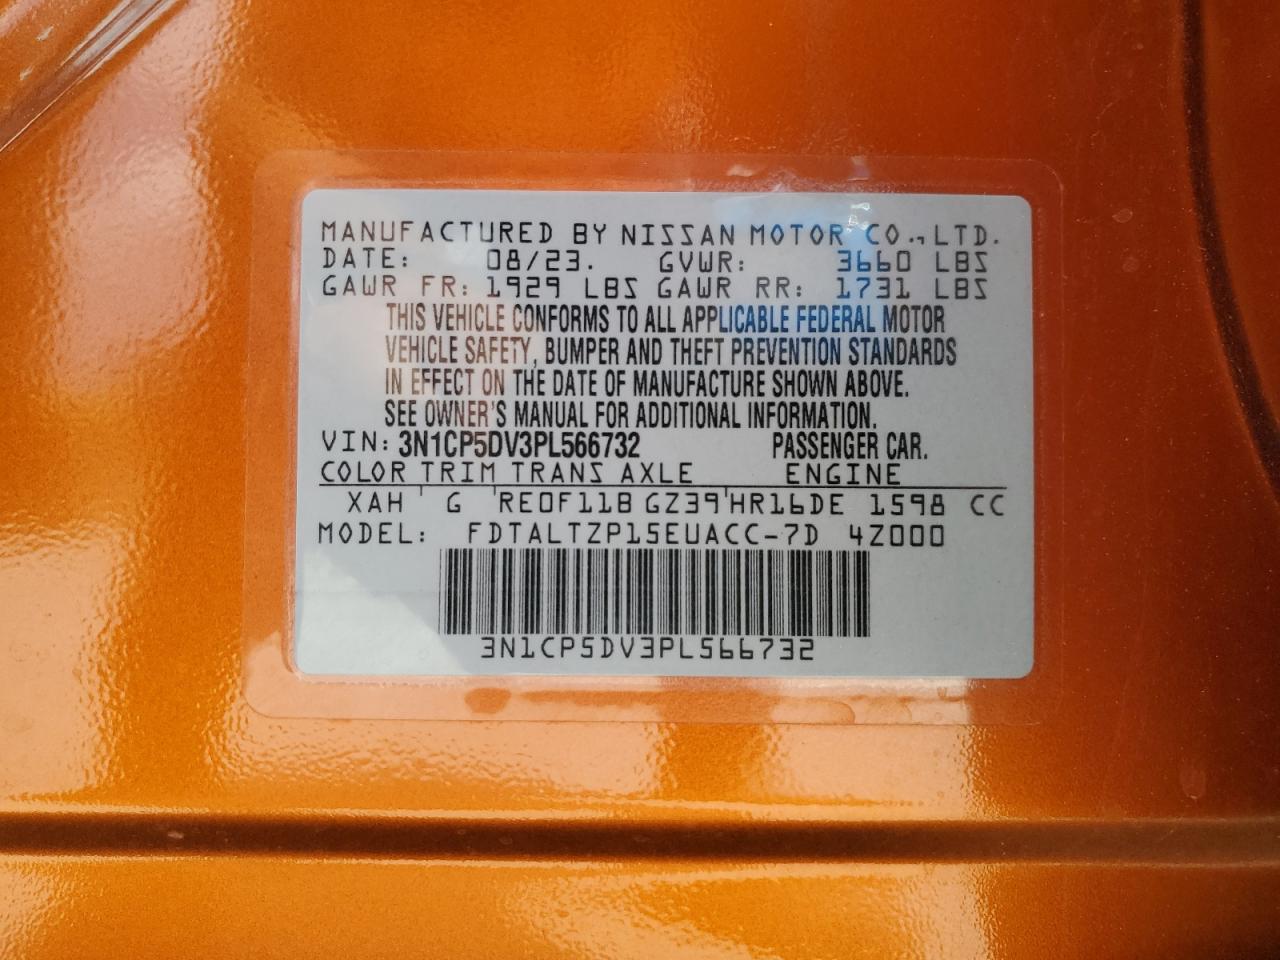 MANUFACTURED BY NISSAN MOTOR CO., LTD.
DATE: 08/23. GVWR: 3660 LBS
GAWR FR: 1929 LBS GAWR RR: 1731 LBS
THIS VEHICLE CONFORMS TO ALL APPLICABLE FEDERAL MOTOR
VEHICLE SAFETY, BUMPER AND THEFT PREVENTION STANDARDS
IN EFFECT ON THE DATE OF MANUFACTURE SHOWN ABOVE.
SEE OWNER'S MANUAL FOR ADDITIONAL INFORMATION.
VIN: 3N1CP5DV3PL566732 PASSENGER CAR.
COLOR TRIM TRANS AXLE ENGINE
XAH G RE0F11B GZ39 HR16DE 1598 CC
MODEL: FDTALTZP15EUACC-7D 4Z000
3N1CP5DV3PL566732